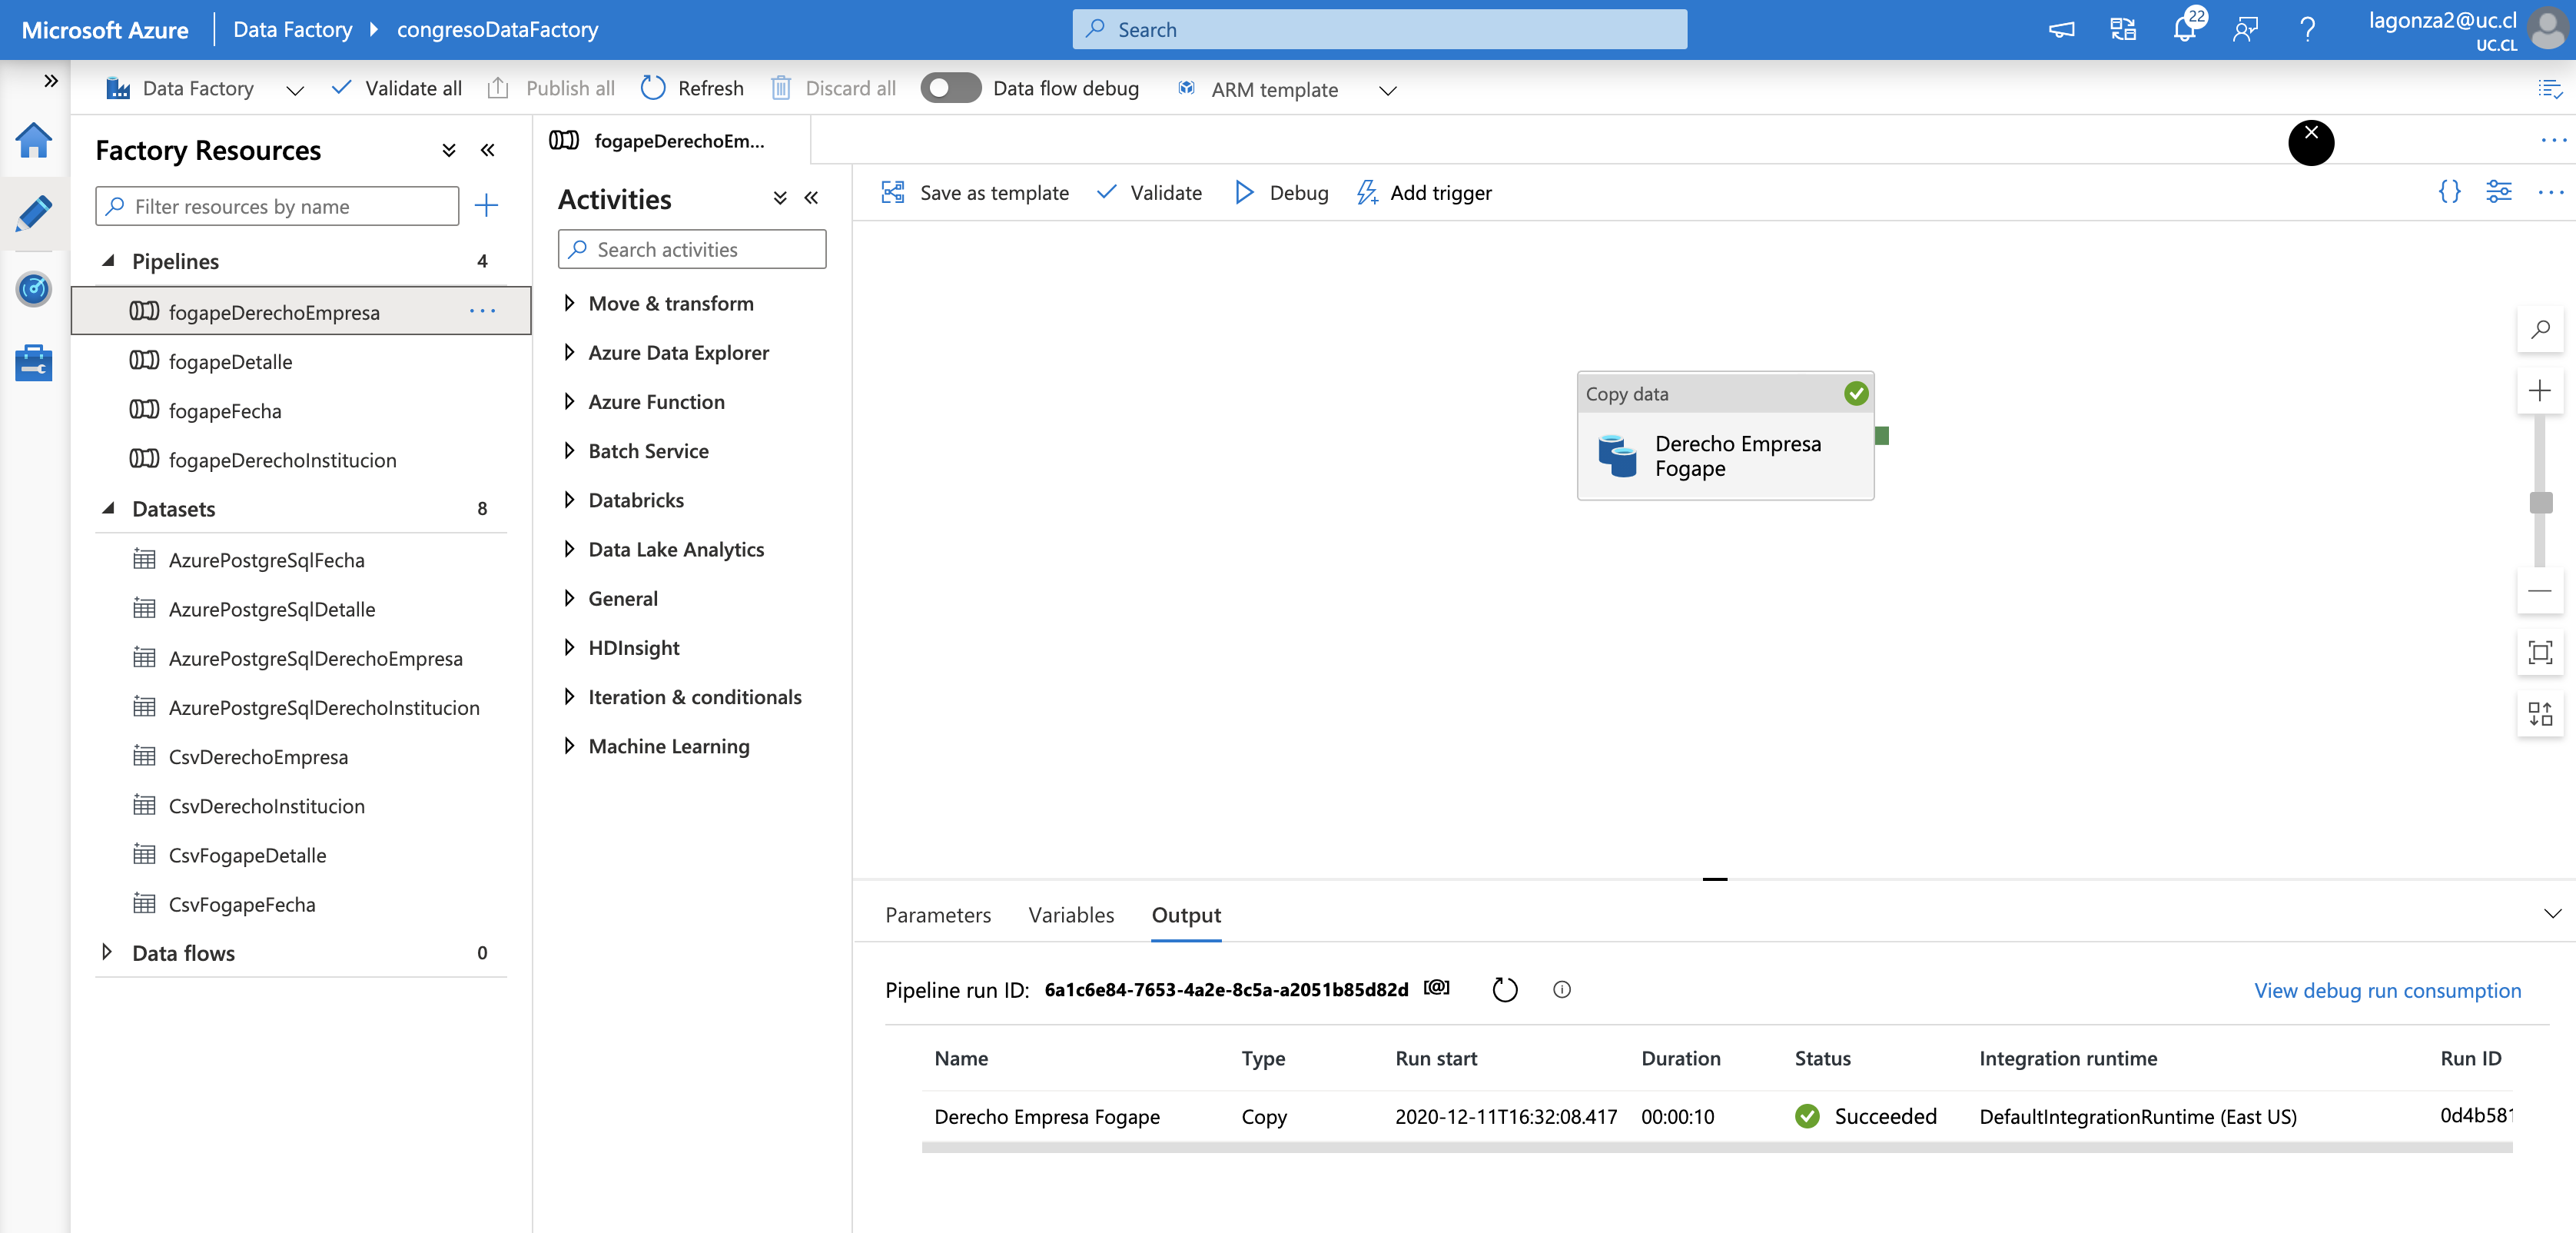 Microsoft Azure
Data Factory
congresoDataFactory
Search
22
lagonza2@uc.cl
UC.CL
Data Factory
Validate all
Publish all
Refresh
Discard all
Data flow debug
ARM template
Factory Resources
Filter resources by name
Pipelines
4
fogapeDerechoEmpresa
fogapeDetalle
fogapeFecha
fogapeDerechoInstitucion
Datasets
8
AzurePostgreSqlFecha
AzurePostgreSqlDetalle
AzurePostgreSqlDerechoEmpresa
AzurePostgreSqlDerechoInstitucion
CsvDerechoEmpresa
CsvDerechoInstitucion
CsvFogapeDetalle
CsvFogapeFecha
Data flows
0
fogapeDerechoEm...
Activities
Search activities
Move & transform
Azure Data Explorer
Azure Function
Batch Service
Databricks
Data Lake Analytics
General
HDInsight
Iteration & conditionals
Machine Learning
Save as template
Validate
Debug
Add trigger
Copy data
Derecho Empresa
Fogape
Parameters
Variables
Output
Pipeline run ID: 6a1c6e84-7653-4a2e-8c5a-a2051b85d82d [@]
View debug run consumption
Name Type Run start Duration Status Integration runtime Run ID
Derecho Empresa Fogape Copy 2020-12-11T16:32:08.417 00:00:10 Succeeded DefaultIntegrationRuntime (East US) 0d4b581